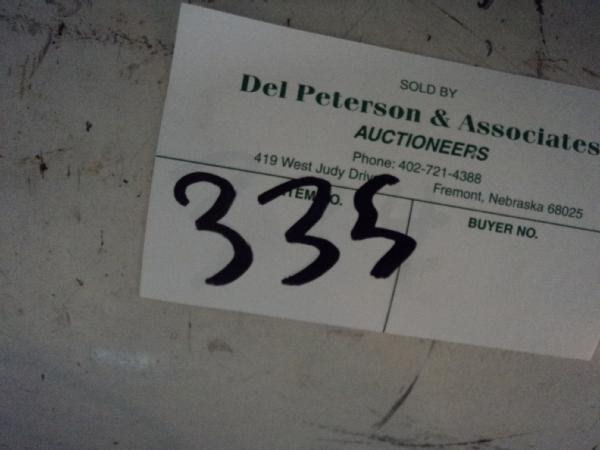 SOLD BY
Del Peterson & Associates
AUCTIONEERS
Phone: 402-721-4388
419 West Judy Drive Fremont, Nebraska 68025
ITEM NO. BUYER NO.
335